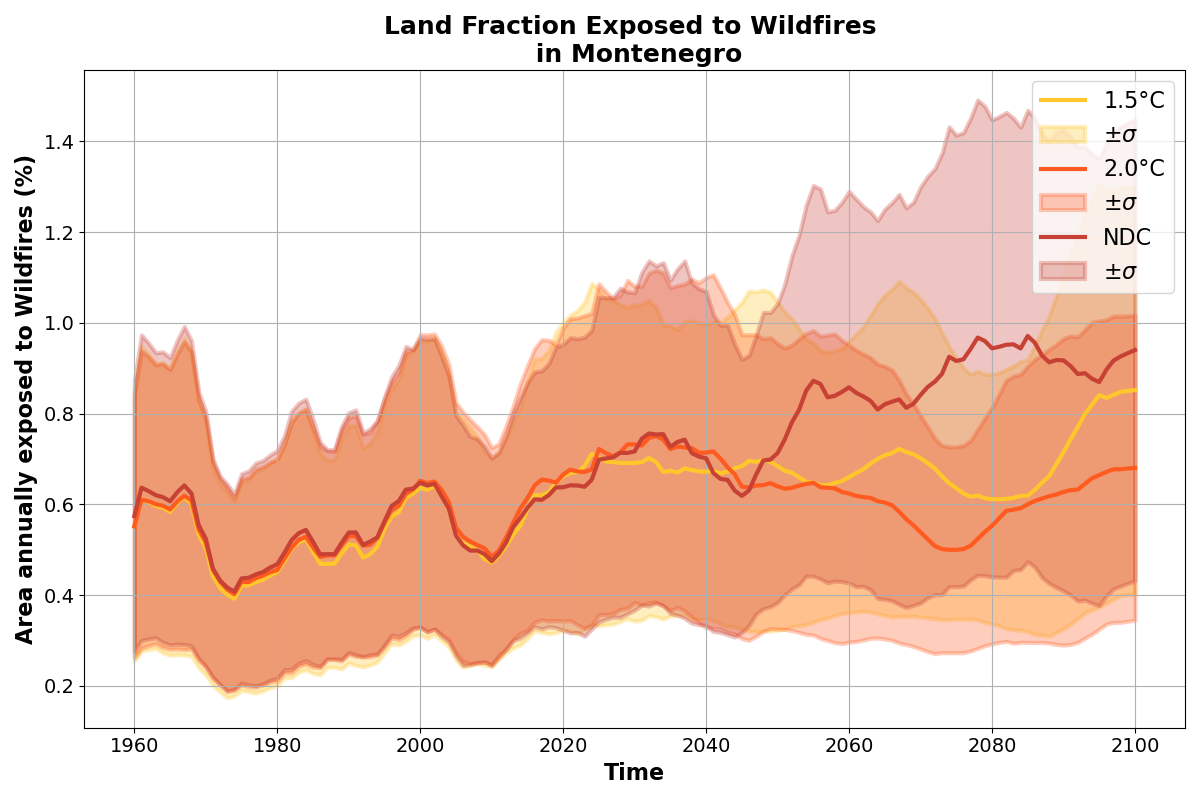 Land Fraction Exposed to Wildfires
in Montenegro
Area annually exposed to Wildfires (%)
1.4
1.2
1.0
0.8
0.6
0.4
0.2
1960 1980 2000 2020 2040 2060 2080 2100
Time
1.5°C
±σ
2.0°C
±σ
NDC
±σ